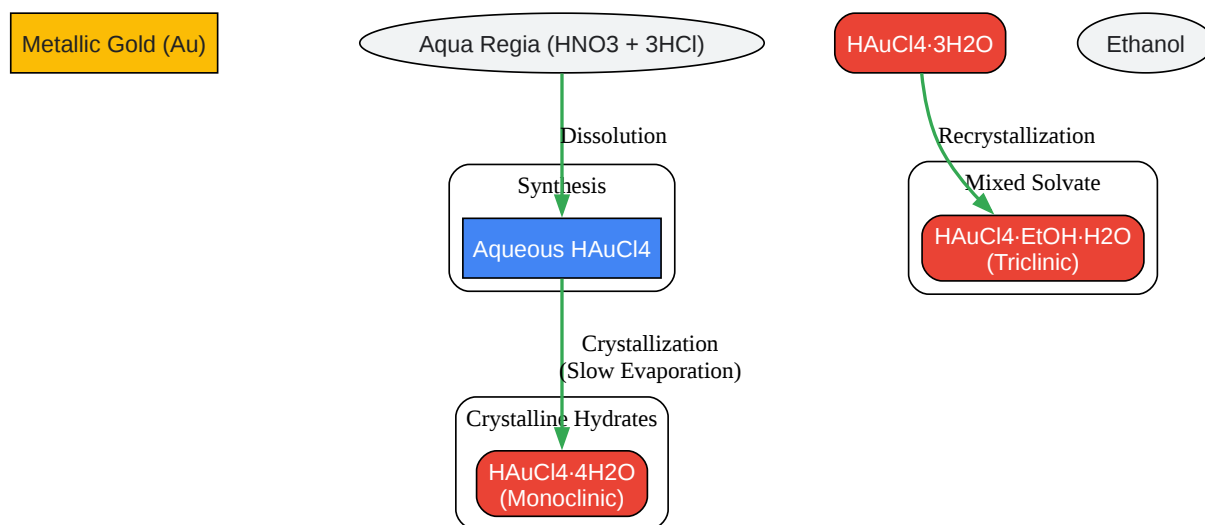 Metallic Gold (Au)
Aqua Regia (HNO3 + 3HCl)
HAuCl4·3H2O
Ethanol
Dissolution
Recrystallization
Synthesis
Mixed Solvate
Aqueous HAuCl4
HAuCl4·EtOH·H2O
(Triclinic)
Crystallization
(Slow Evaporation)
Crystalline Hydrates
HAuCl4·4H2O
(Monoclinic)